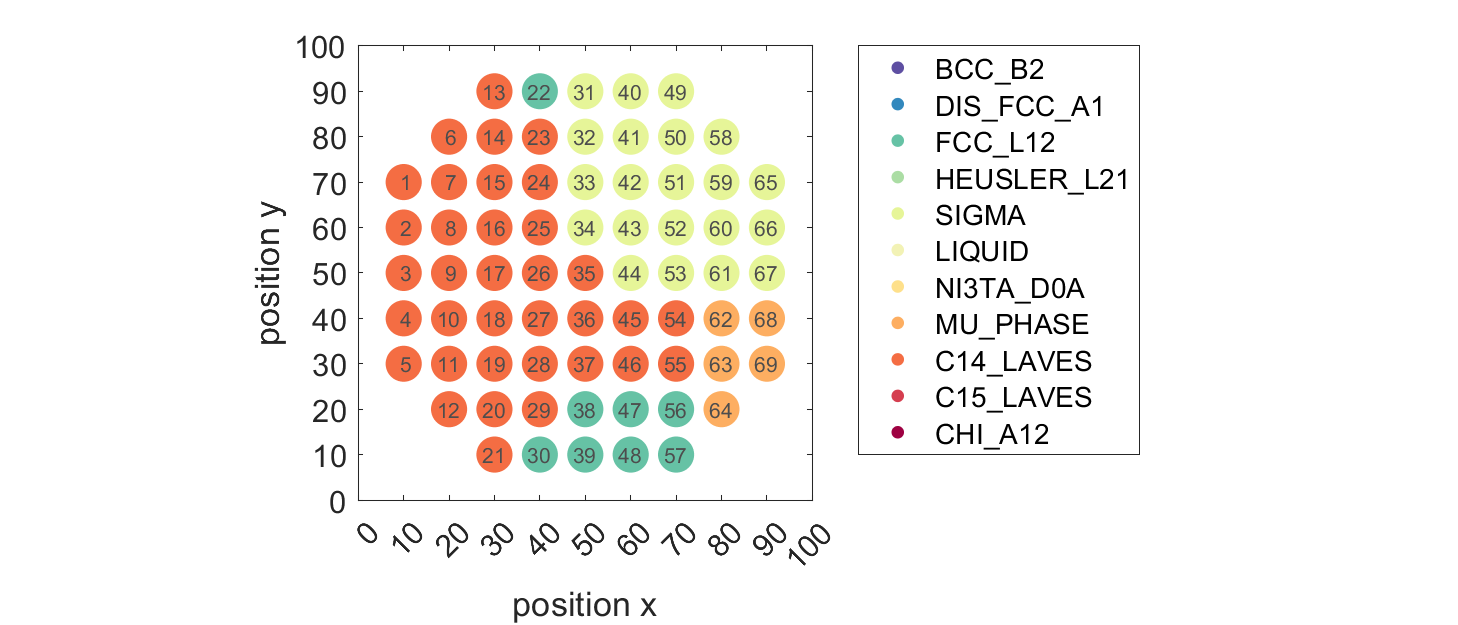 100
90
80
70
60
50
40
30
20
10
0
position y
13 22 31 40 49
6 14 23 32 41 50 58
1 7 15 24 33 42 51 59 65
2 8 16 25 34 43 52 60 66
3 9 17 26 35 44 53 61 67
4 10 18 27 36 45 54 62 68
5 11 19 28 37 46 55 63 69
12 20 29 38 47 56 64
21 30 39 48 57
0 10 20 30 40 50 60 70 80 90 100
position x
BCC_B2
DIS_FCC_A1
FCC_L12
HEUSLER_L21
SIGMA
LIQUID
NI3TA_D0A
MU_PHASE
C14_LAVES
C15_LAVES
CHI_A12